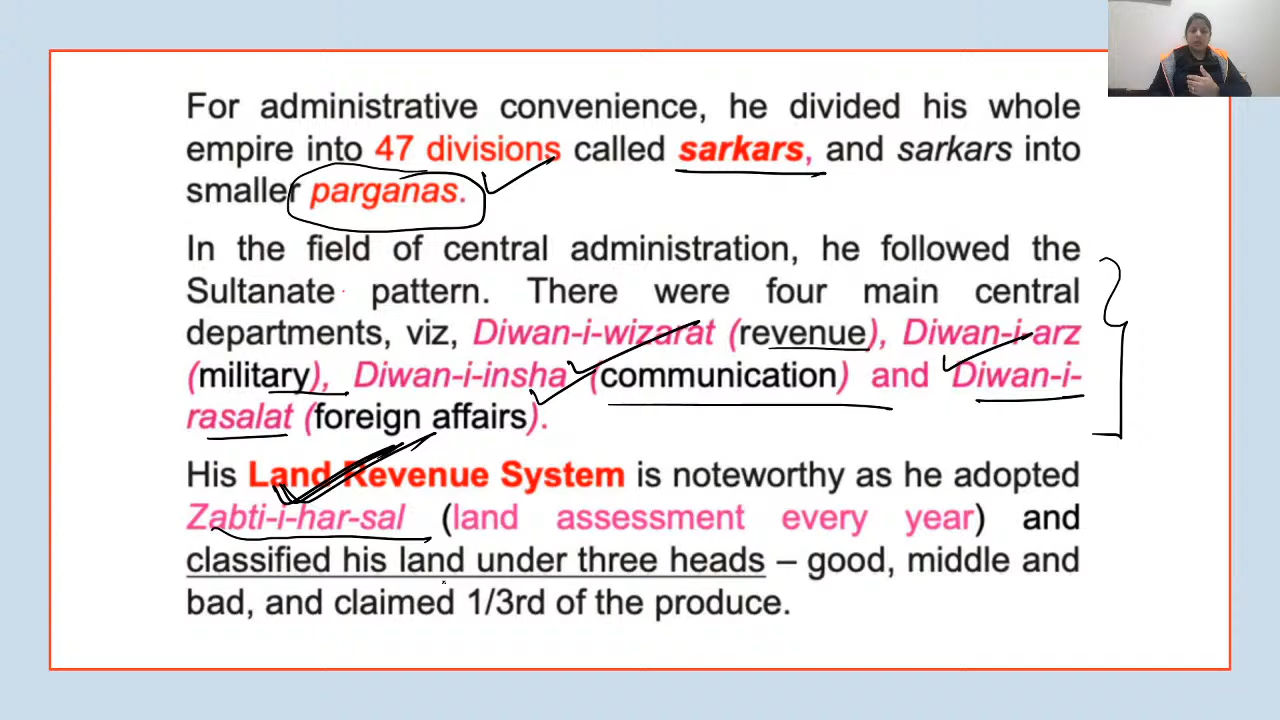 For administrative convenience, he divided his whole
empire into 47 divisions called sarkars, and sarkars into
smaller parganas.
In the field of central administration, he followed the
Sultanate pattern. There were four main central
departments, viz, Diwan-i-wizarat (revenue), Diwan-i-arz
(military), Diwan-i-insha (communication) and Diwan-i-
rasalat (foreign affairs).
His Land Revenue System is noteworthy as he adopted
Zabti-i-har-sal (land assessment every year) and
classified his land under three heads – good, middle and
bad, and claimed 1/3rd of the produce.